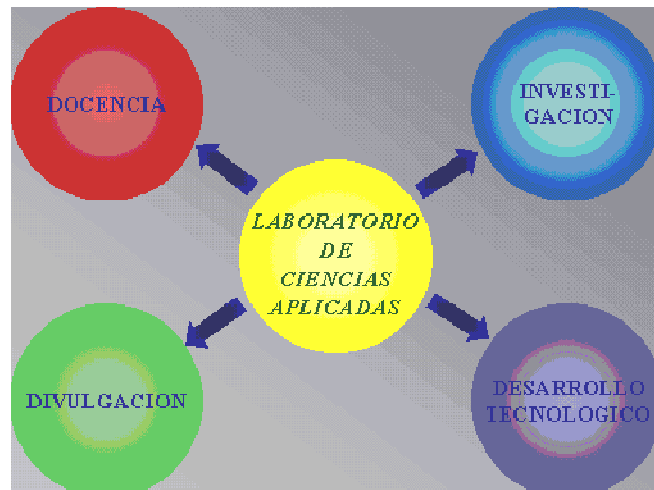 DOCENCIA
INVESTI-
GACION
LABORATORIO
DE
CIENCIAS
APLICADAS
DIVULGACION
DESARROLLO
TECNOLOGICO